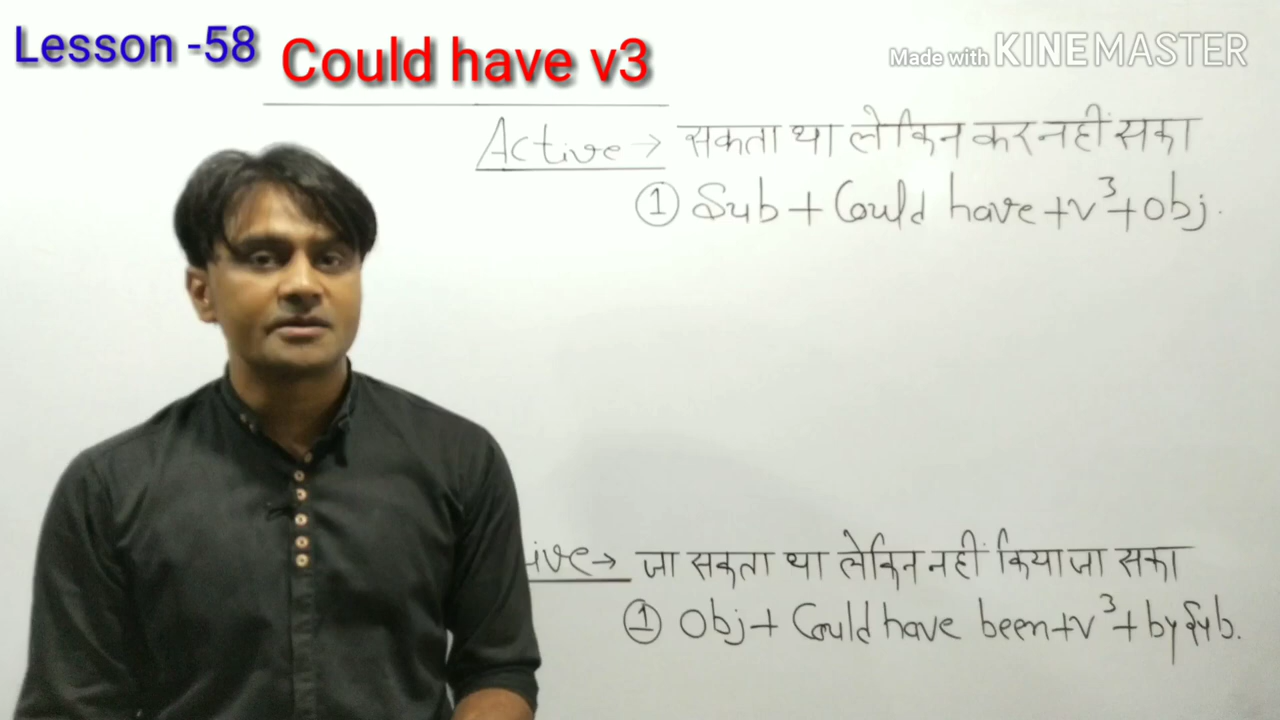 Lesson -58
Could have v3
Made with KINEMASTER
Active → सकता था लेकिन कर नहीं सका
① Sub + Could have + v³ + Obj.
ive → जा सकता था लेकिन नहीं किया जा सका
① Obj + Could have been + v³ + by Sub.